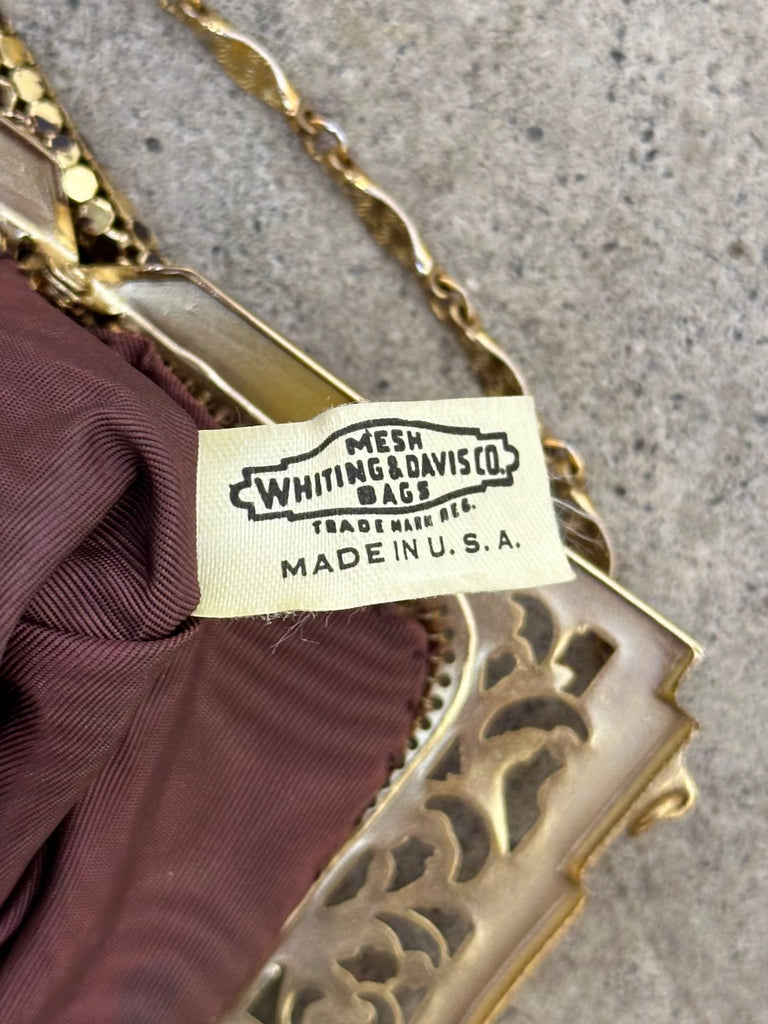 MESH
WHITING & DAVIS CO.
BAGS
TRADE MARK REG.
MADE IN U.S.A.